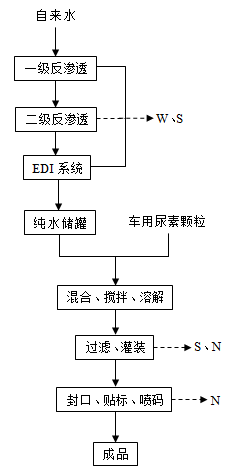 自来水
一级反渗透
二级反渗透
W、S
EDI 系统
纯水储罐
车用尿素颗粒
混合、搅拌、溶解
过滤、灌装
S、N
封口、贴标、喷码
N
成品